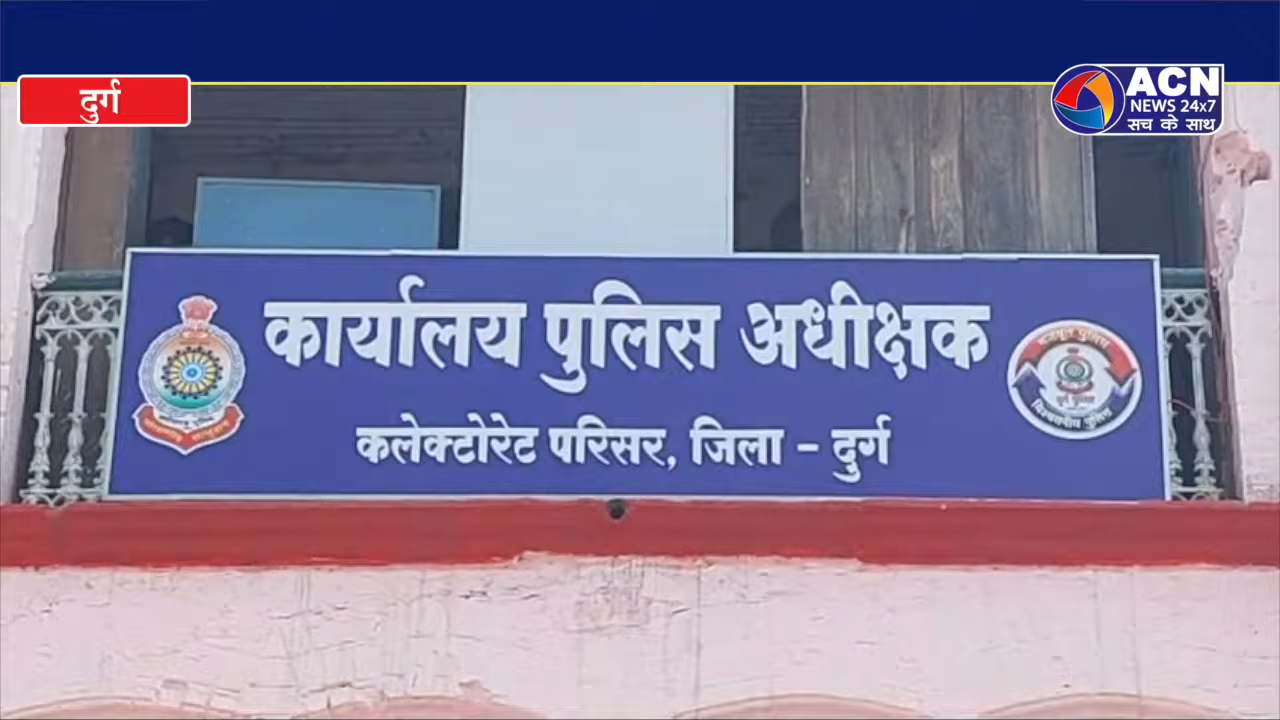 दुर्ग
ACN
NEWS 24x7
सच के साथ
कार्यालय पुलिस अधीक्षक
कलेक्टोरेट परिसर, जिला - दुर्ग